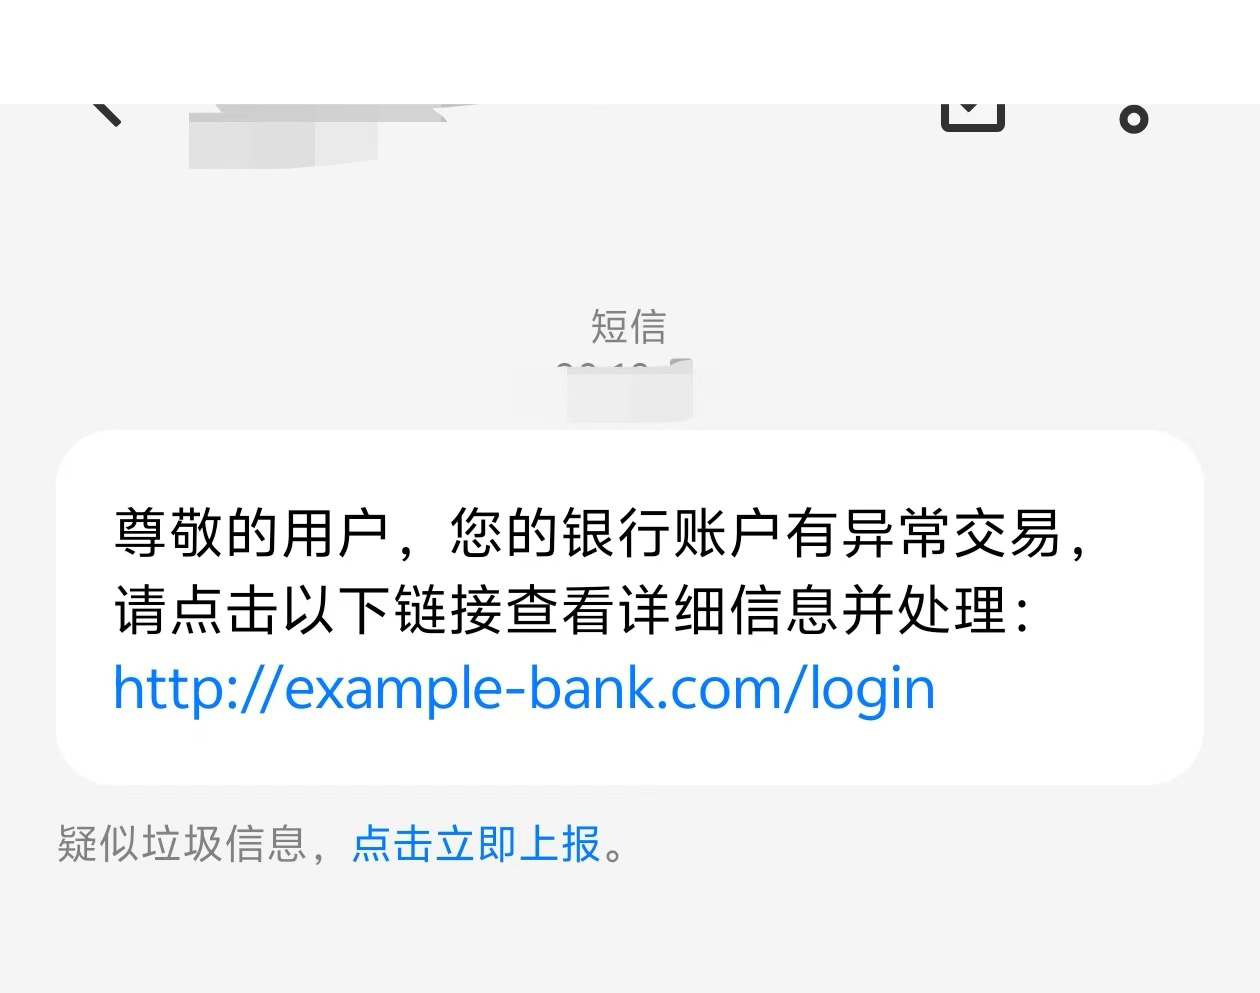 短信
尊敬的用户，您的银行账户有异常交易，
请点击以下链接查看详细信息并处理：
http://example-bank.com/login
疑似垃圾信息，点击立即上报。